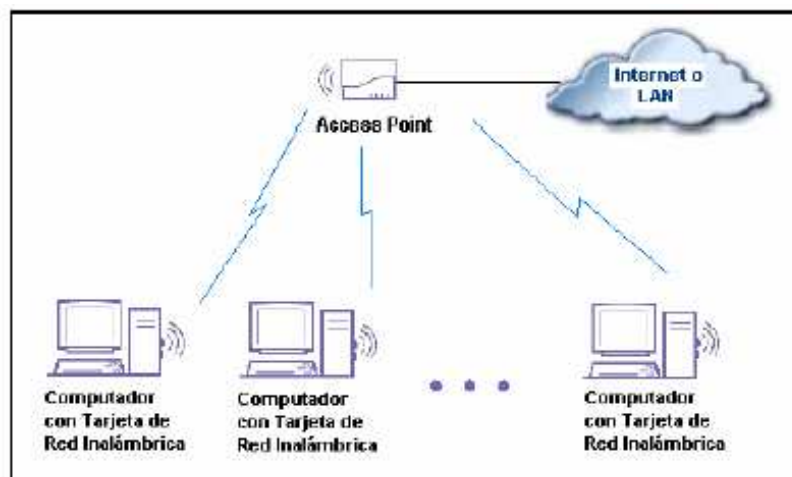 Internet o
LAN
Access Point
Computador
con Tarjeta de
Red Inalámbrica
Computador
con Tarjeta de
Red Inalámbrica
Computador
con Tarjeta de
Red Inalámbrica